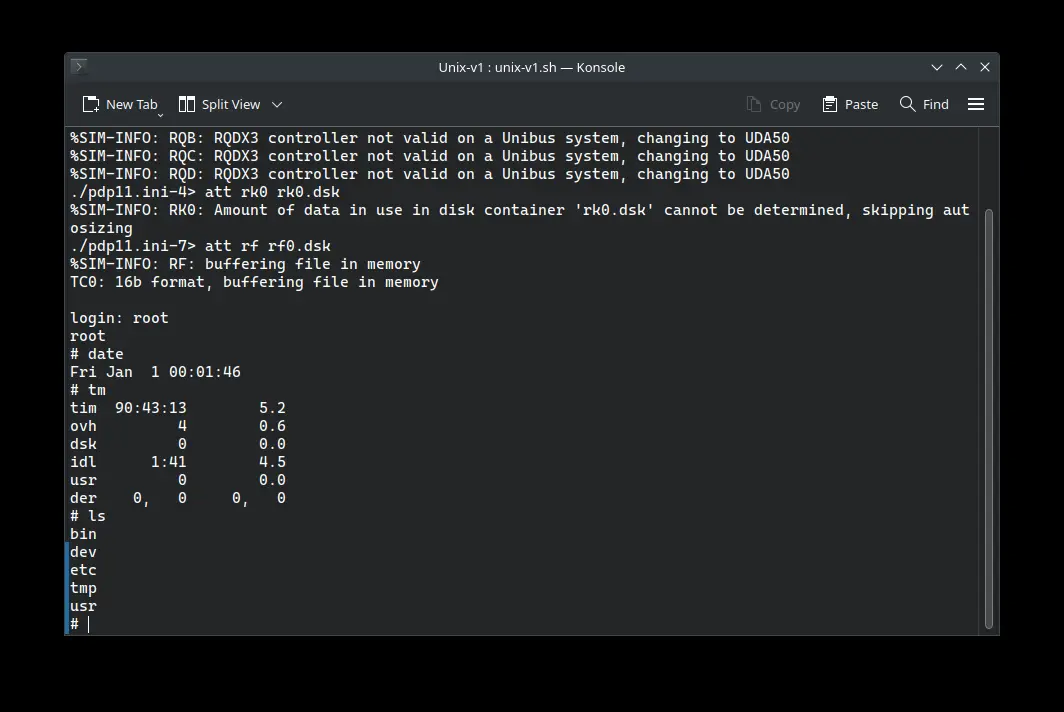 Unix-v1 : unix-v1.sh — Konsole
New Tab Split View Copy Paste Find
%SIM-INFO: RQB: RQDX3 controller not valid on a Unibus system, changing to UDA50
%SIM-INFO: RQC: RQDX3 controller not valid on a Unibus system, changing to UDA50
%SIM-INFO: RQD: RQDX3 controller not valid on a Unibus system, changing to UDA50
./pdp11.ini-4> att rk0 rk0.dsk
%SIM-INFO: RK0: Amount of data in use in disk container 'rk0.dsk' cannot be determined, skipping aut
osizing
./pdp11.ini-7> att rf rf0.dsk
%SIM-INFO: RF: buffering file in memory
TC0: 16b format, buffering file in memory
login: root
root
# date
Fri Jan  1 00:01:46
# tm
tim  90:43:13        5.2
ovh         4        0.6
dsk         0        0.0
idl      1:41        4.5
usr         0        0.0
der    0,   0     0,   0
# ls
bin
dev
etc
tmp
usr
#